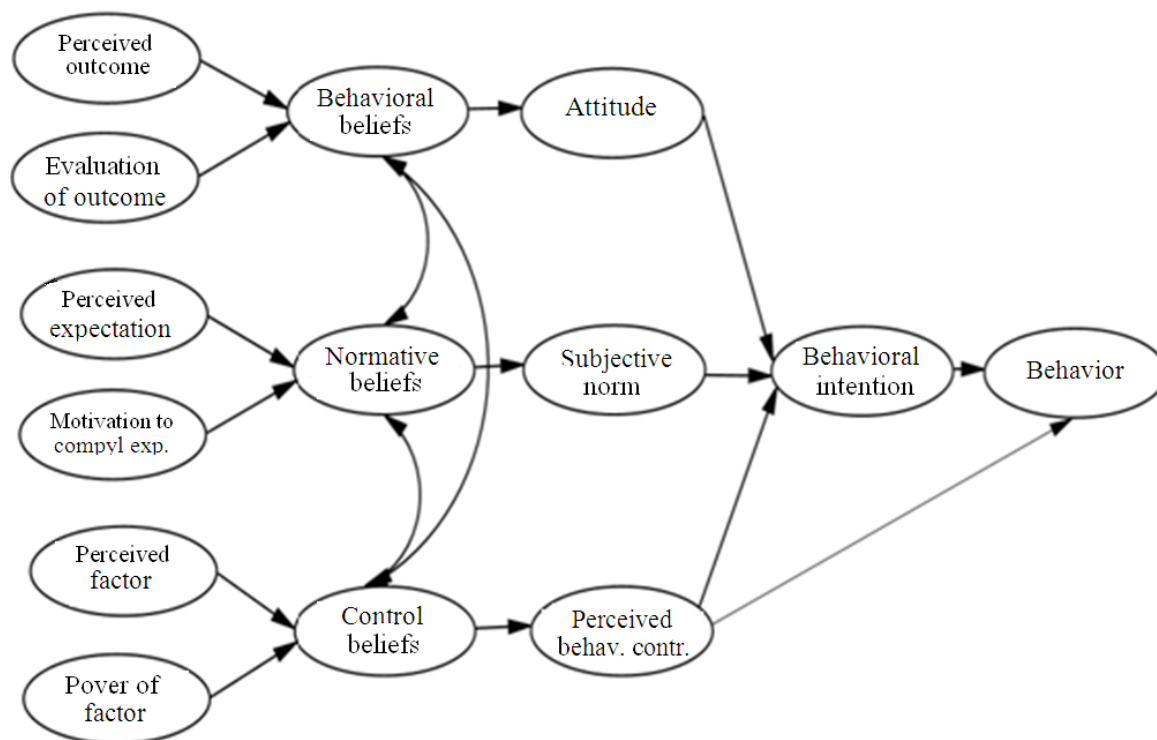 Perceived
outcome
Evaluation
of outcome
Behavioral
beliefs
Attitude
Perceived
expectation
Motivation to
compyl exp.
Normative
beliefs
Subjective
norm
Behavioral
intention
Behavior
Perceived
factor
Pover of
factor
Control
beliefs
Perceived
behav. contr.